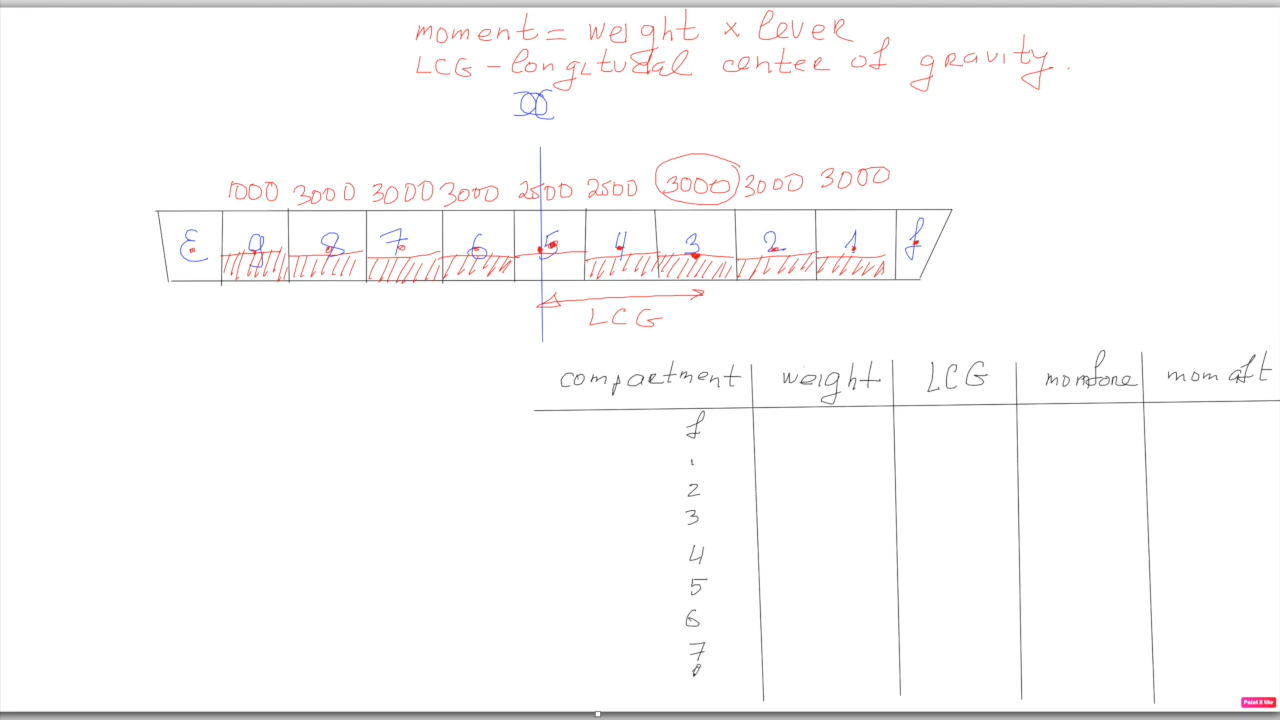 moment = weight × lever
LCG - longitudal center of gravity.
1000 3000 3000 3000 2500 2500 3000 3000 3000
ε 9 8 7 6 5 4 3 2 1 f
LCG
compartment weight LCG momfore mom aft
f
1
2
3
4
5
6
7
Point X like